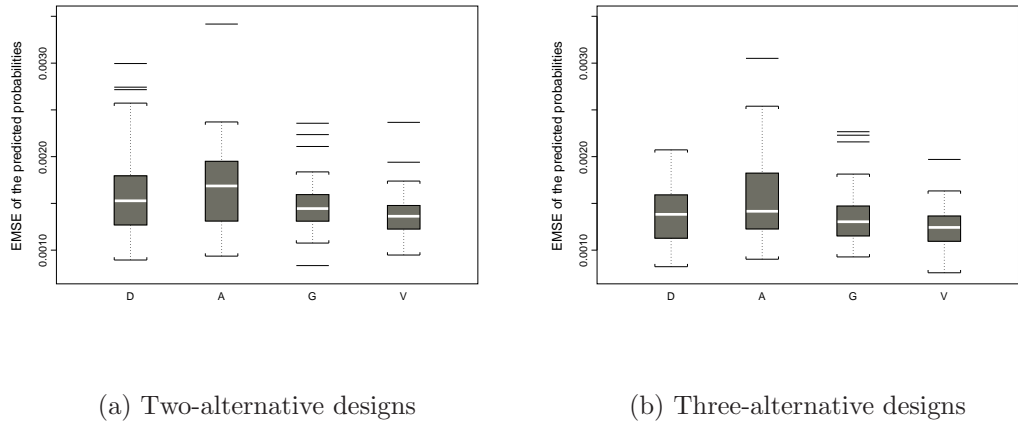 EMSE of the predicted probabilities
0.0030
0.0020
0.0010
D A G V
(a) Two-alternative designs
EMSE of the predicted probabilities
0.0030
0.0020
0.0010
D A G V
(b) Three-alternative designs